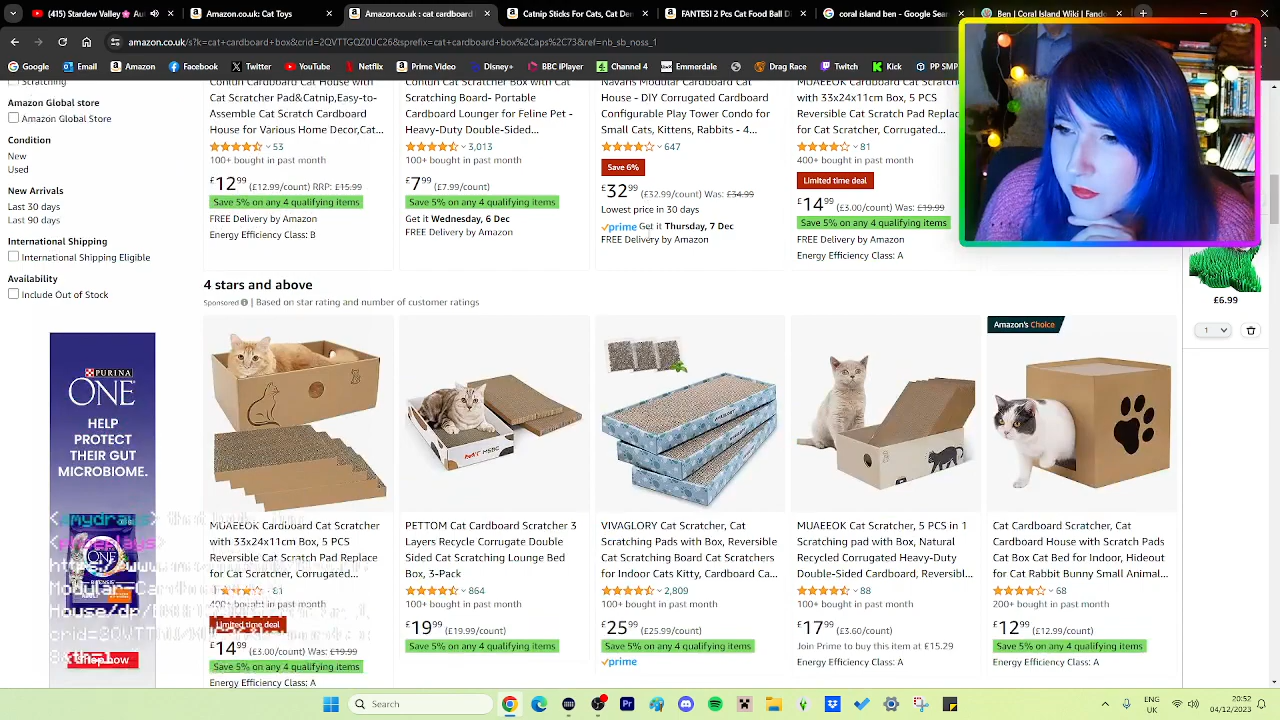 (415) Stardew Valley
Amazon.co.uk: Cat Toys
Amazon.co.uk : cat cardboard
Catnip Stips For Cats, Cat De
FANTESI Cat Food Ball D
coral island ben - Google Sea
Ben | Coral Island Wiki | Fand
amazon.co.uk/s?k=cat+cardboard+box&crid=2QVTTGQZ0UC26&sprefix=cat+cardboard+box%2Caps%2C73&ref=nb_sb_noss_1
Google
Email
Amazon
Facebook
Twitter
YouTube
Netflix
Prime Video
Disney
BBC iPlayer
Channel 4
Emmerdale
Drag Race
Twitch
Kick
PP SMP
Amazon Global store
Amazon Global Store
Condition
New
Used
New Arrivals
Last 30 days
Last 90 days
International Shipping
International Shipping Eligible
Availability
Include Out of Stock
Cat Scratcher Pad&Catnip,Easy-to-
Assemble Cat Scratch Cardboard
House for Various Home Decor,Cat...
53
100+ bought in past month
£12.99 (£12.99/count) RRP: £15.99
Save 5% on any 4 qualifying items
FREE Delivery by Amazon
Energy Efficiency Class: B
Cat Scratching Cardboard
Scratching Board- Portable
Cardboard Lounger for Feline Pet -
Heavy-Duty Double-Sided...
3,013
100+ bought in past month
£7.99 (£7.99/count)
Save 5% on any 4 qualifying items
Get it Wednesday, 6 Dec
FREE Delivery by Amazon
House - DIY Corrugated Cardboard
Configurable Play Tower Condo for
Small Cats, Kittens, Rabbits - 4...
647
Save 6%
£32.99 (£32.99/count) Was: £34.99
Lowest price in 30 days
prime Get it Thursday, 7 Dec
FREE Delivery by Amazon
with 33x24x11cm Box, 5 PCS
Reversible Cat Scratch Pad Replace
for Cat Scratcher, Corrugated...
81
400+ bought in past month
Limited time deal
£14.99 (£3.00/count) Was: £19.99
Save 5% on any 4 qualifying items
FREE Delivery by Amazon
Energy Efficiency Class: A
£6.99
1
4 stars and above
Sponsored | Based on star rating and number of customer ratings
Amazon's Choice
PURINA
ONE
HELP
PROTECT
THEIR GUT
MICROBIOME.
Shop now
MUAEEOK Cat Cardboard Scratcher
with 33x24x11cm Box, 5 PCS
Reversible Cat Scratch Pad Replace
for Cat Scratcher, Corrugated...
81
400+ bought in past month
Limited time deal
£14.99 (£3.00/count) Was: £19.99
Save 5% on any 4 qualifying items
Energy Efficiency Class: A
PETTOM Cat Cardboard Scratcher 3
Layers Recycle Corrugate Double
Sided Cat Scratching Lounge Bed
Box, 3-Pack
864
100+ bought in past month
£19.99 (£19.99/count)
Save 5% on any 4 qualifying items
VIVAGLORY Cat Scratcher, Cat
Scratching Pads with Box, Reversible
Cat Scratching Board Cat Scratchers
for Indoor Cats Kitty, Cardboard Ca...
2,809
100+ bought in past month
£25.99 (£25.99/count)
Save 5% on any 4 qualifying items
prime
MUPEEOK Cat Scratcher, 5 PCS in 1
Scratching pad with Box, Natural
Recycled Corrugated Heavy-Duty
Double-Sided Cardboard, Reversibl...
88
100+ bought in past month
£17.99 (£3.60/count)
Join Prime to buy this item at £15.29
Energy Efficiency Class: A
Cat Cardboard Scratcher, Cat
Cardboard House with Scratch Pads
Cat Box Cat Bed for Indoor, Hideout
for Cat Rabbit Bunny Small Animal...
68
200+ bought in past month
£12.99 (£12.99/count)
Save 5% on any 4 qualifying items
Energy Efficiency Class: A
Search
ENG
UK
20:52
04/12/2023